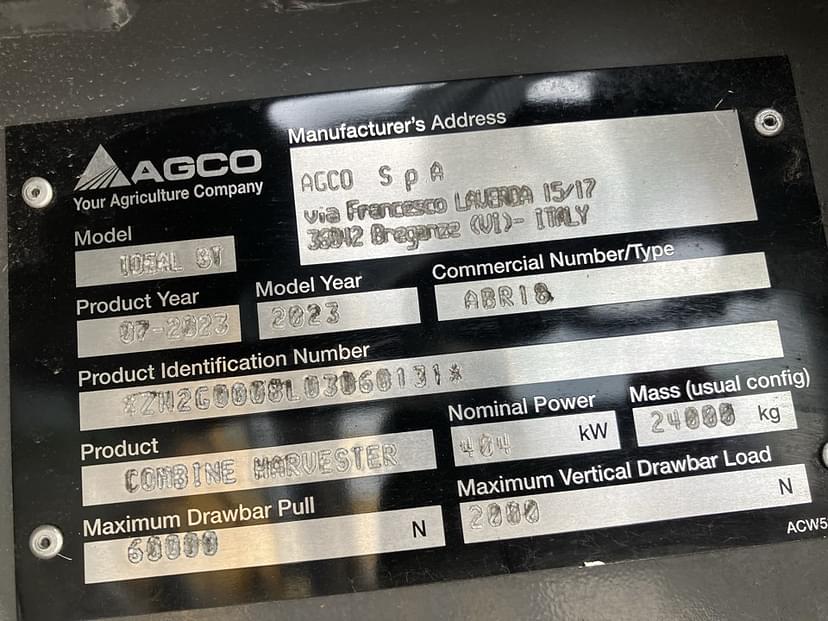 AGCO
Your Agriculture Company
Manufacturer's Address
AGCO S p A
via Francesco LAVERDA 15/17
36042 Breganze (VI)- ITALY
Model
IDEAL 8T
Product Year
07-2023
Model Year
2023
Commercial Number/Type
ABR18
Product Identification Number
Product
COMBINE HARVESTER
Nominal Power
404 kW
Mass (usual config)
24000 kg
Maximum Drawbar Pull
60000 N
Maximum Vertical Drawbar Load
2000 N
ACW5